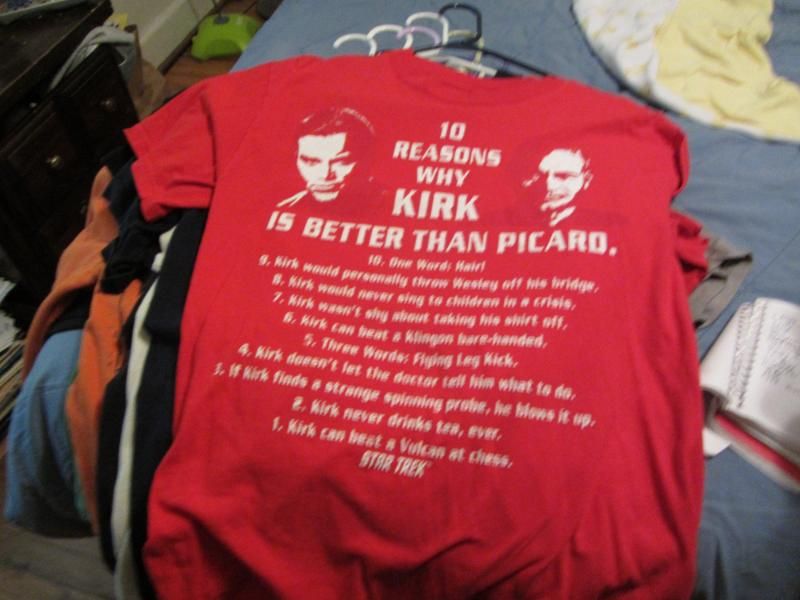 10
REASONS
WHY
KIRK
IS BETTER THAN PICARD.
10. One Word: Hair!
9. Kirk would personally throw Wesley off his bridge.
8. Kirk would never sing to children in a crisis.
7. Kirk wasn't shy about taking his shirt off.
6. Kirk can beat a Klingon bare-handed.
5. Three Words: Flying Leg Kick.
4. Kirk doesn't let the doctor tell him what to do.
3. If Kirk finds a strange spinning probe, he blows it up.
2. Kirk never drinks tea, ever.
1. Kirk can beat a Vulcan at chess.
STAR TREK